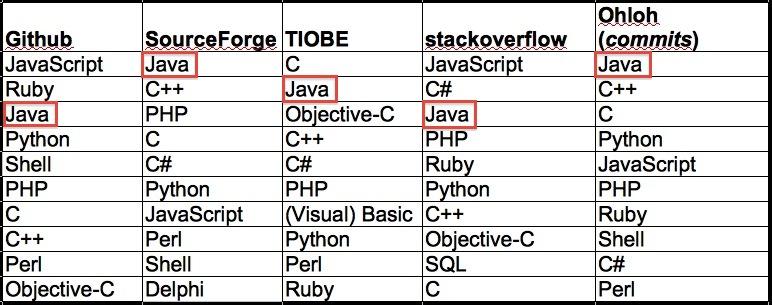 Github SourceForge TIOBE stackoverflow Ohloh (commits)
JavaScript Java C JavaScript Java
Ruby C++ Java C# C++
Java PHP Objective-C Java C
Python C C++ PHP Python
Shell C# C# Ruby JavaScript
PHP Python PHP Python PHP
C JavaScript (Visual) Basic C++ Ruby
C++ Perl Python Objective-C Shell
Perl Shell Perl SQL C#
Objective-C Delphi Ruby C Perl